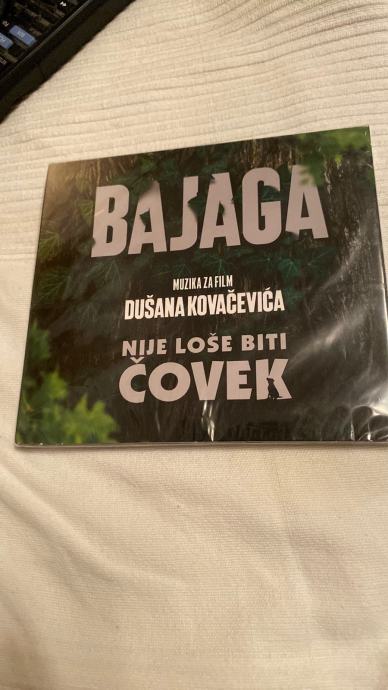 BAJAGA
MUZIKA ZA FILM
DUŠANA KOVAČEVIĆA
NIJE LOŠE BITI
ČOVEK